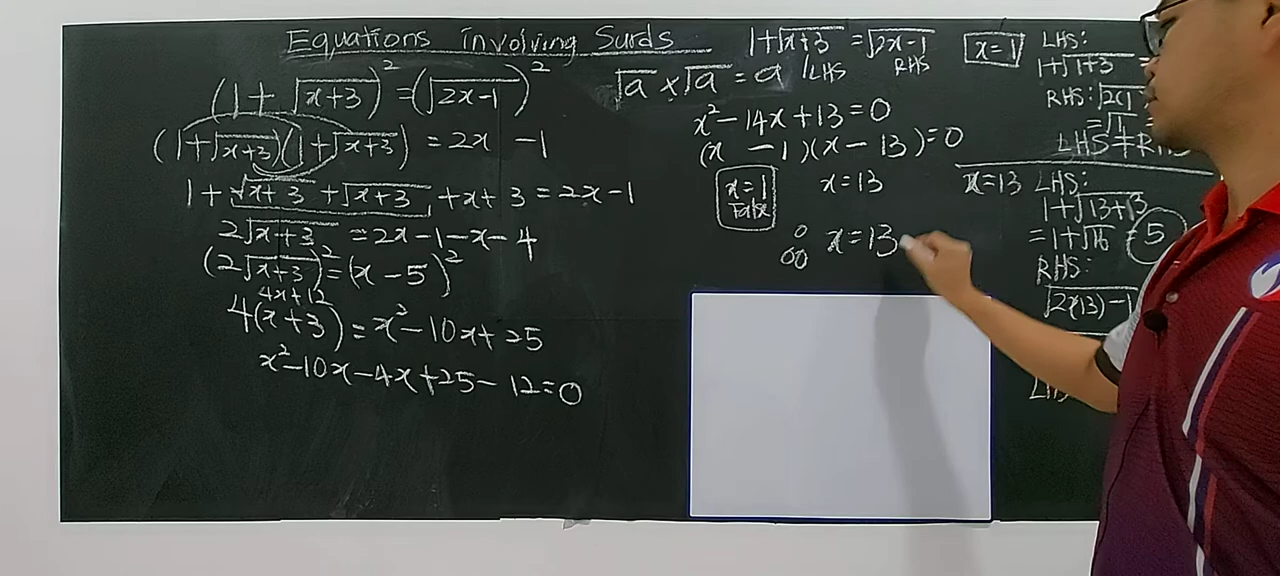 Equations Involving Surds
(1+√(x+3))² = (√(2x-1))²
(1+√(x+3))(1+√(x+3)) = 2x - 1
1+√(x+3)+√(x+3)+x+3 = 2x-1
2√(x+3) = 2x-1-x-4
(2√(x+3))² = (x-5)²
4x+12
4(x+3) = x²-10x+25
x²-10x-4x+25-12=0
√a × √a = a
1+√(x+3) = √(2x-1)
LHS RHS
x²-14x+13=0
(x -1)(x-13)=0
x=1
False
x=13
∴ x=13
x=1
LHS:
1+√(1+3)
RHS: √2(1
=√1
LHS ≠ RHS
x=13 LHS:
1+√(13+3)
=1+√16 = 5
RHS:
√(2(13)-1
LHS